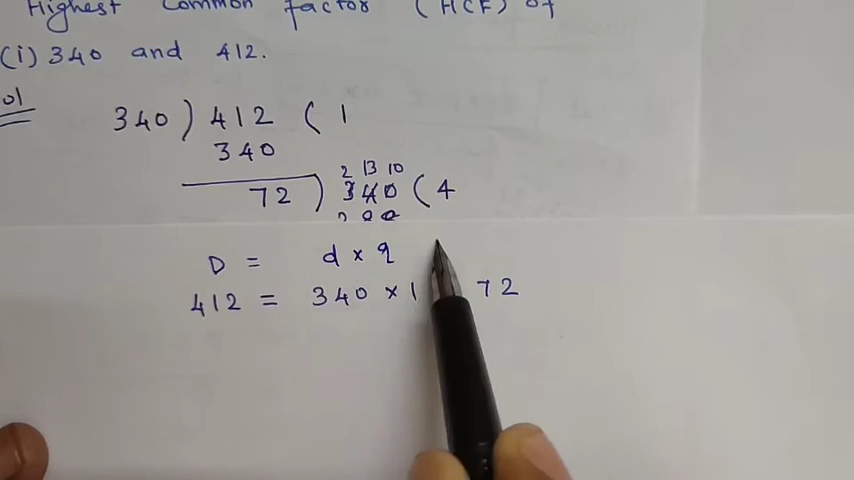 Highest Common factor (HCF) of
(i) 340 and 412.
ol
340 ) 412 ( 1
340
2 13 10
72 ) 340 ( 4
D = d × q
412 = 340 × 1 72